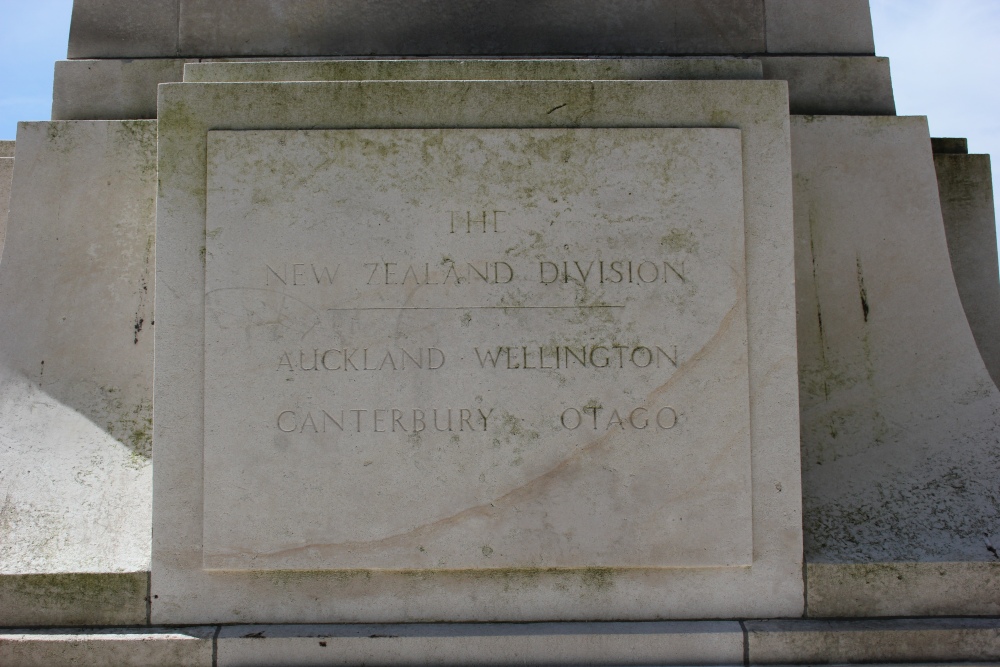 THE
NEW ZEALAND DIVISION
AUCKLAND · WELLINGTON
CANTERBURY OTAGO